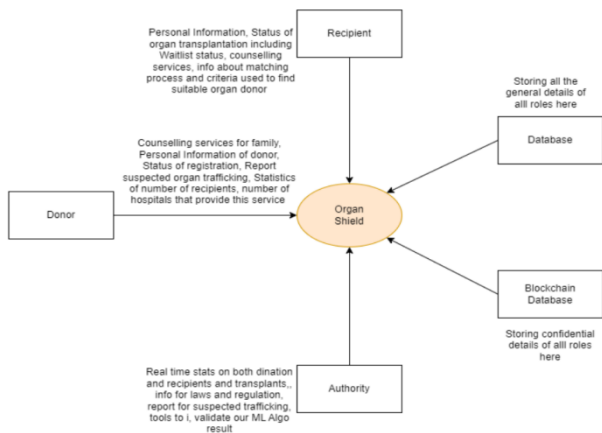 Personal Information, Status of
organ transplantation including
Waitlist status, counselling
services, info about matching
process and criteria used to find
suitable organ donor
Recipient
Storing all the
general details of
alll roles here
Database
Counselling services for family,
Personal Information of donor,
Status of registration, Report
suspected organ trafficking, Statistics
of number of recipients, number of
hospitals that provide this service
Donor
Organ
Shield
Blockchain
Database
Storing confidential
details of alll roles
here
Real time stats on both dination
and recipients and transplants,,
info for laws and regulation,
report for suspected trafficking,
tools to i, validate our ML Algo
result
Authority